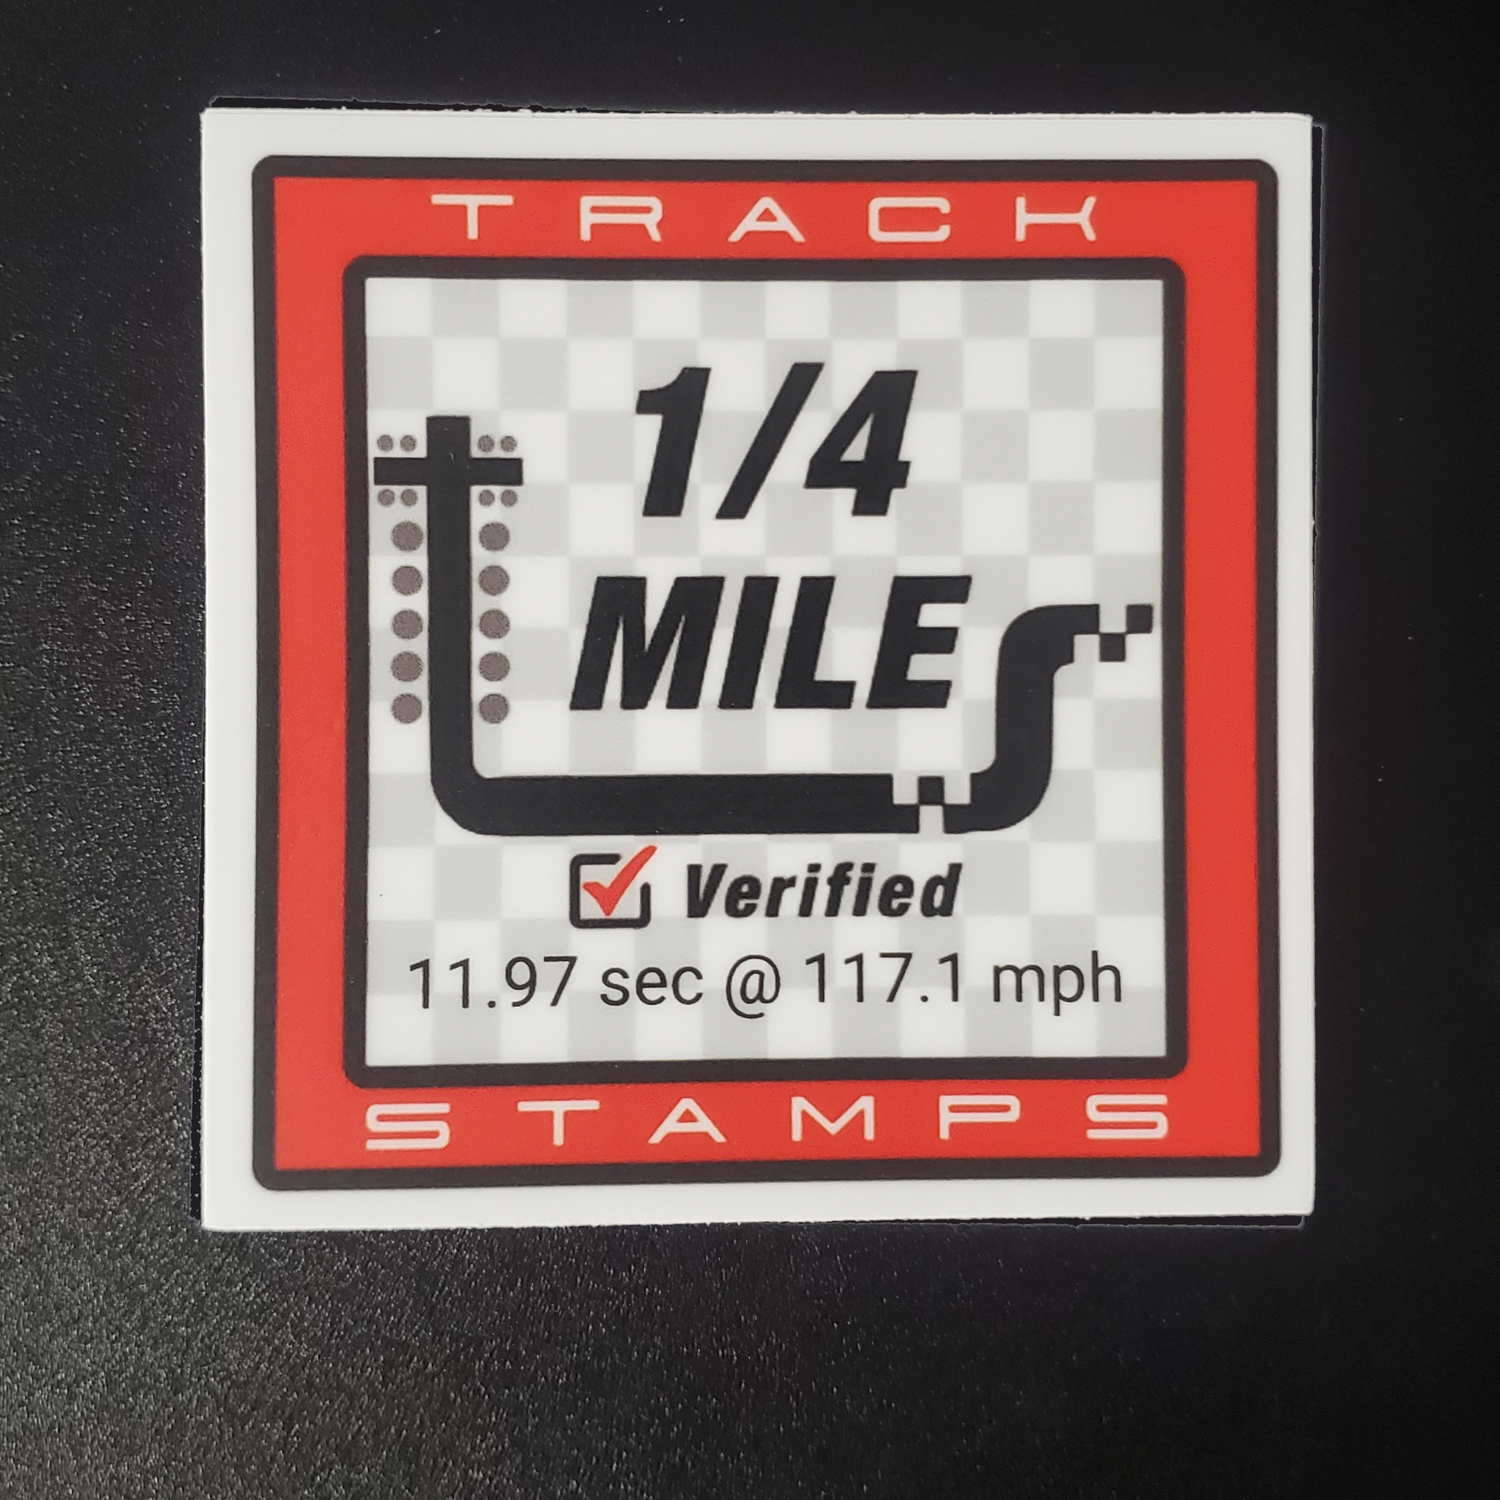 TRACK
1/4
MILE
Verified
11.97 sec @ 117.1 mph
STAMPS